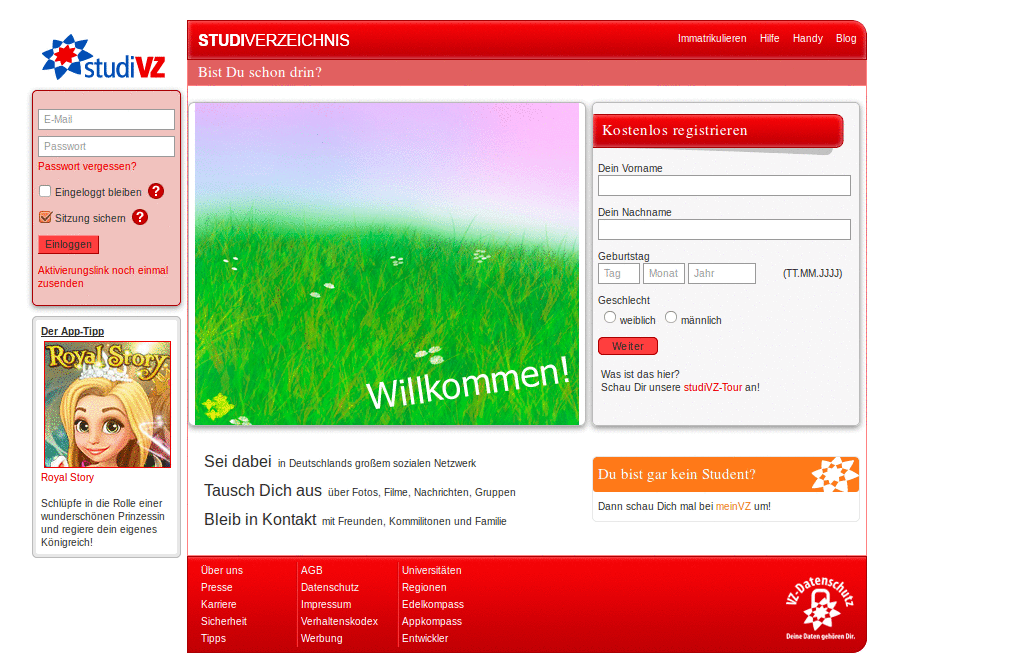 studiVZ
STUDIVERZEICHNIS
Immatrikulieren Hilfe Handy Blog
Bist Du schon drin?
E-Mail
Passwort
Passwort vergessen?
Eingeloggt bleiben ?
Sitzung sichern ?
Einloggen
Aktivierungslink noch einmal
zusenden
Der App-Tipp
Royal Story
Royal Story
Schlüpfe in die Rolle einer
wunderschönen Prinzessin
und regiere dein eigenes
Königreich!
Willkommen!
Kostenlos registrieren
Dein Vorname
Dein Nachname
Geburtstag
Tag Monat Jahr (TT.MM.JJJJ)
Geschlecht
weiblich männlich
Weiter
Was ist das hier?
Schau Dir unsere studiVZ-Tour an!
Sei dabei in Deutschlands großem sozialen Netzwerk
Tausch Dich aus über Fotos, Filme, Nachrichten, Gruppen
Bleib in Kontakt mit Freunden, Kommilitonen und Familie
Du bist gar kein Student?
Dann schau Dich mal bei meinVZ um!
Über uns
Presse
Karriere
Sicherheit
Tipps
AGB
Datenschutz
Impressum
Verhaltenskodex
Werbung
Universitäten
Regionen
Edelkompass
Appkompass
Entwickler
VZ-Datenschutz
Deine Daten gehören Dir.